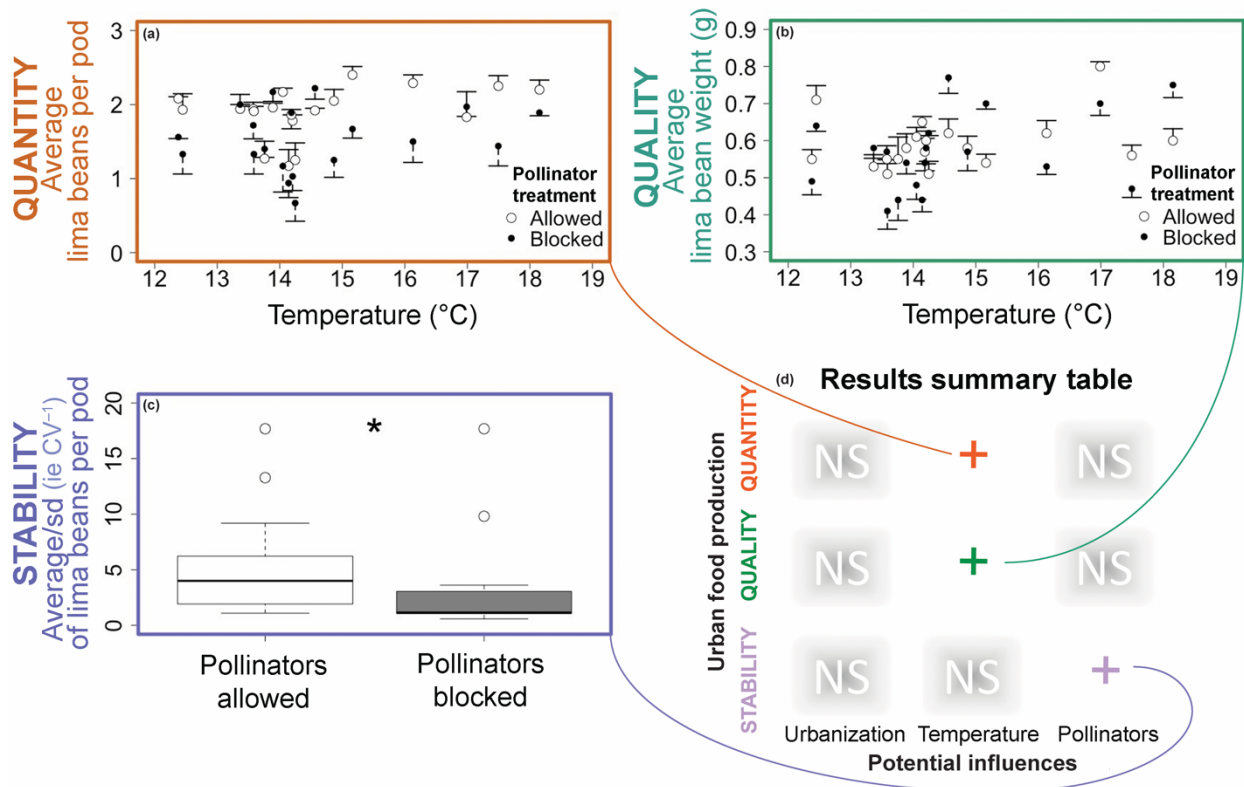 (a)
QUANTITY
Average
lima beans per pod
3
2
1
0
Pollinator
treatment
Allowed
Blocked
12 13 14 15 16 17 18 19
Temperature (°C)
(b)
QUALITY
Average
lima bean weight (g)
0.9
0.8
0.7
0.6
0.5
0.4
0.3
Pollinator
treatment
Allowed
Blocked
12 13 14 15 16 17 18 19
Temperature (°C)
(c)
STABILITY
Average/sd (ie CV⁻¹)
of lima beans per pod
20
15
10
5
0
*
Pollinators
allowed
Pollinators
blocked
(d) Results summary table
Urban food production
QUANTITY
NS + NS
QUALITY
NS + NS
STABILITY
NS NS +
Urbanization Temperature Pollinators
Potential influences